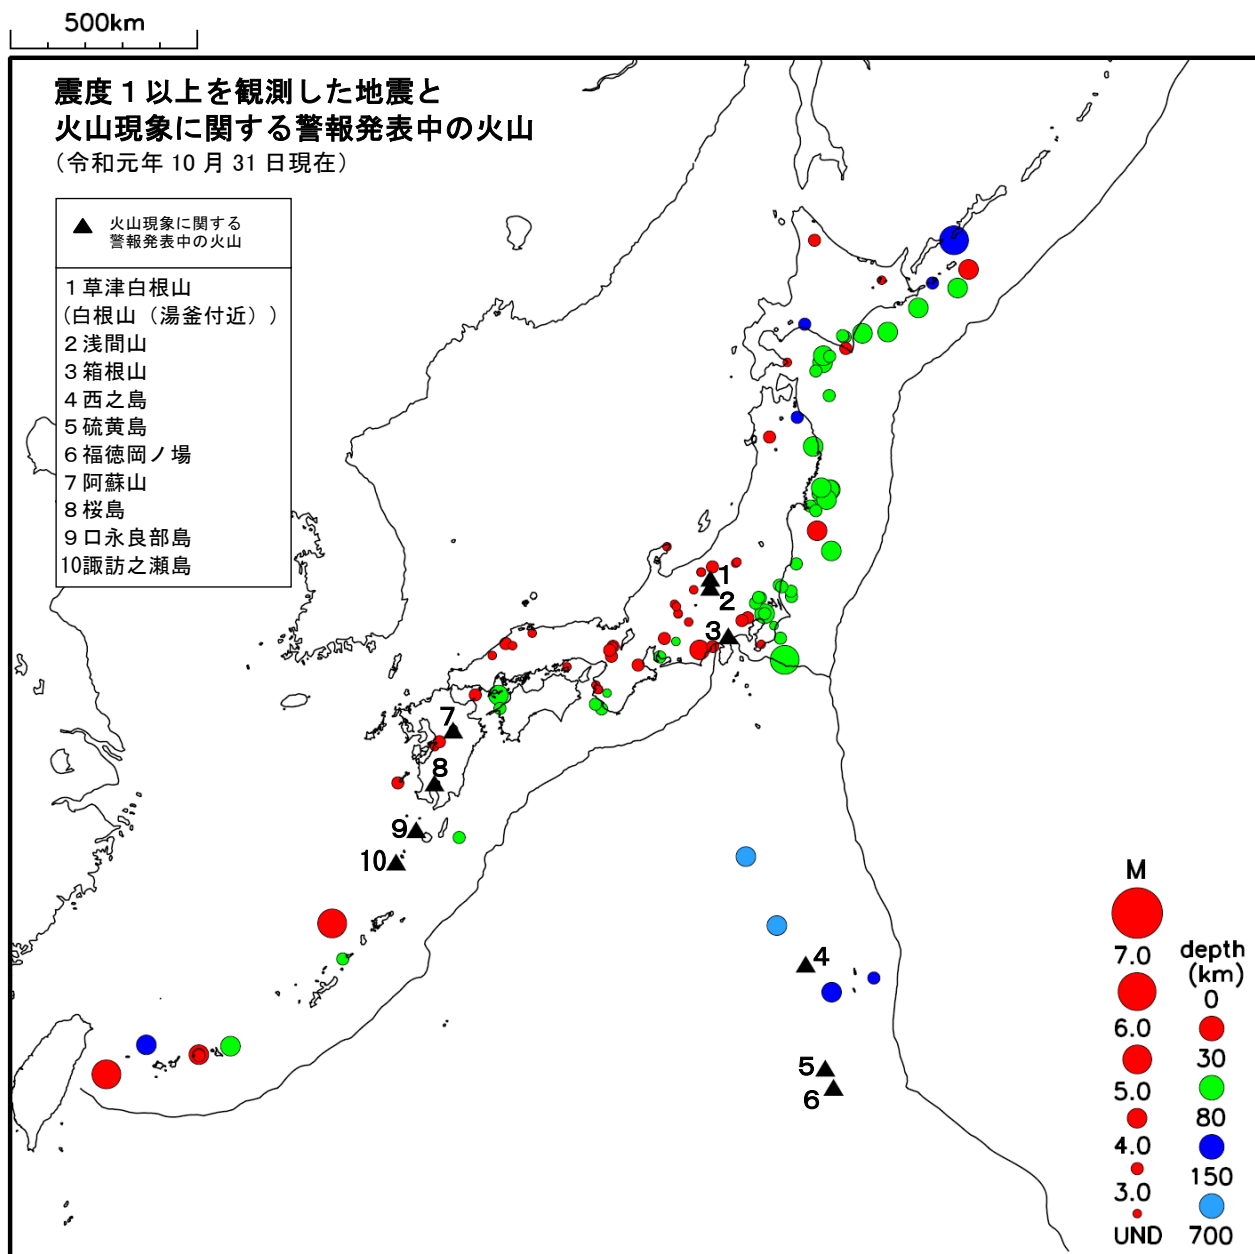 500km
震度１以上を観測した地震と
火山現象に関する警報発表中の火山
（令和元年 10 月 31 日現在）
▲ 火山現象に関する
警報発表中の火山
１草津白根山
(白根山（湯釜付近）)
２浅間山
３箱根山
４西之島
５硫黄島
６福徳岡ノ場
７阿蘇山
８桜島
９口永良部島
10諏訪之瀬島
1
2
3
7
8
9
10
4
5
6
M
7.0
6.0
5.0
4.0
3.0
UND
depth
(km)
0
30
80
150
700